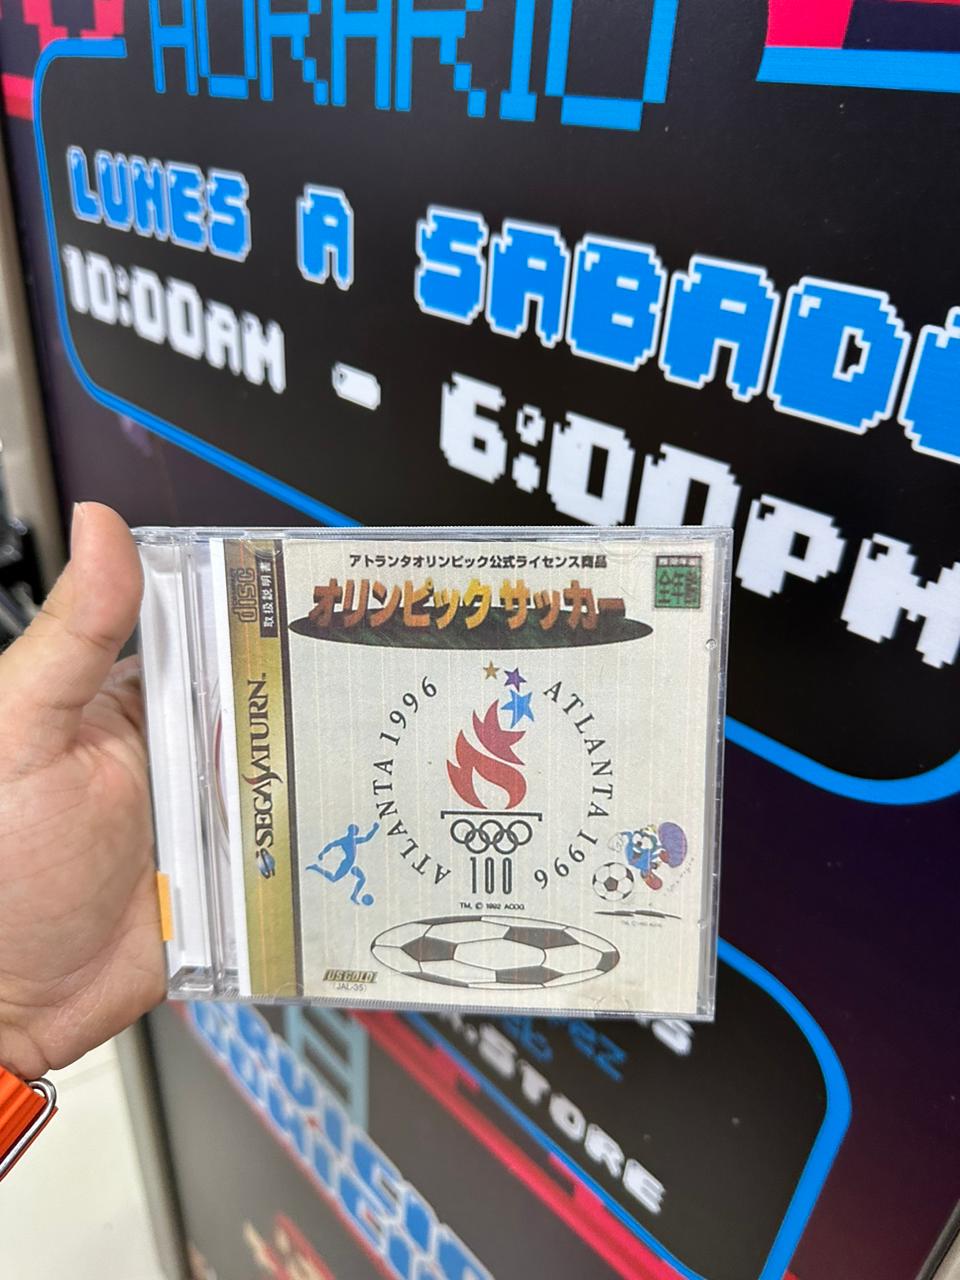 HORARIO
LUNES A SABADO
10:00AM - 6:00PM
アトランタオリンピック公式ライセンス商品
オリンピックサッカー
disc
取扱説明書
SEGA SATURN™
ATLANTA 1996
ATLANTA 1996
100
TM, © 1992 ACOG
US GOLD
(JAL-35)
STORE